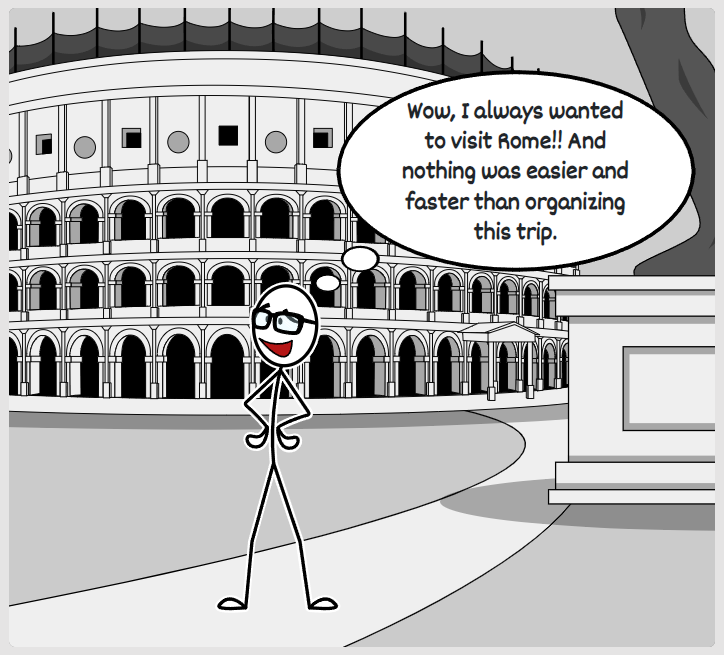 Wow, I always wanted
to visit Rome!! And
nothing was easier and
faster than organizing
this trip.